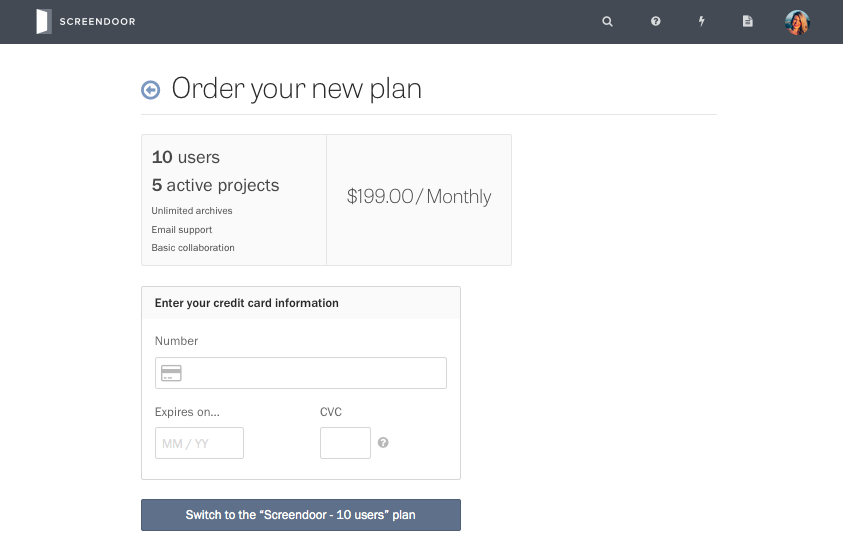 SCREENDOOR
Order your new plan
10 users
5 active projects
Unlimited archives
Email support
Basic collaboration
$199.00 / Monthly
Enter your credit card information
Number
Expires on...
CVC
MM / YY
Switch to the “Screendoor - 10 users” plan